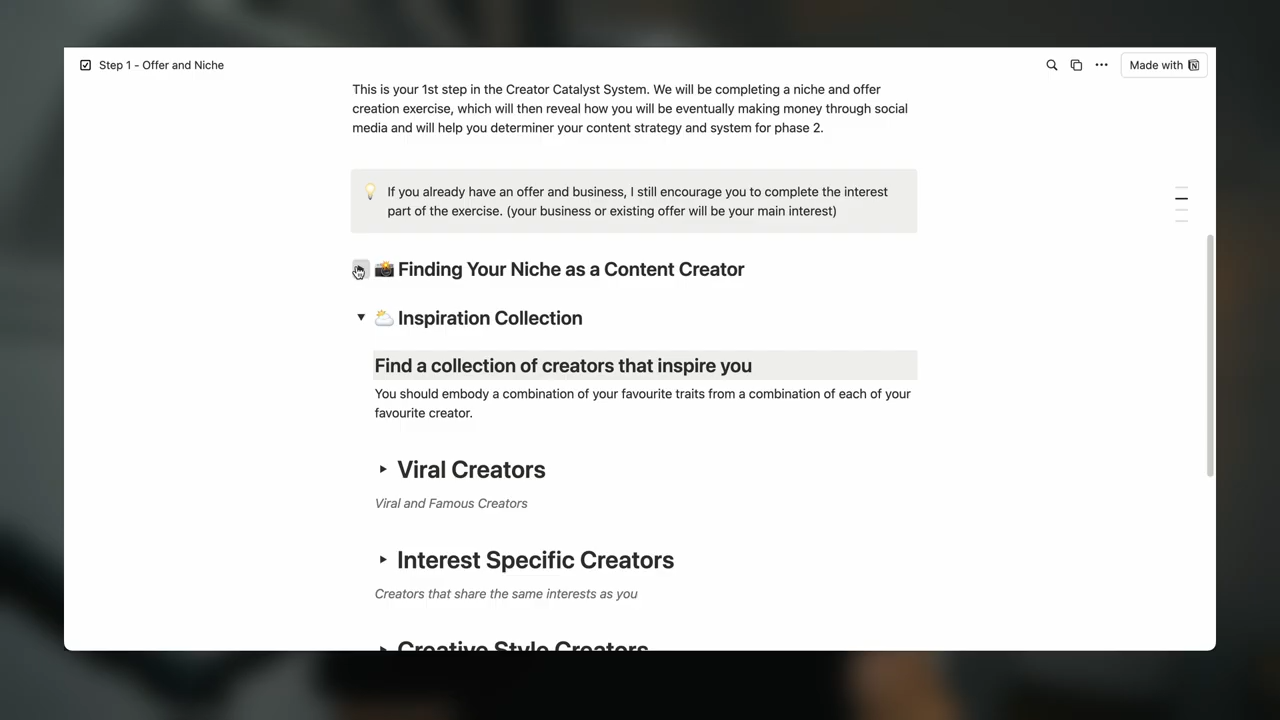 Step 1 - Offer and Niche
Made with
This is your 1st step in the Creator Catalyst System. We will be completing a niche and offer
creation exercise, which will then reveal how you will be eventually making money through social
media and will help you determiner your content strategy and system for phase 2.
If you already have an offer and business, I still encourage you to complete the interest
part of the exercise. (your business or existing offer will be your main interest)
Finding Your Niche as a Content Creator
Inspiration Collection
Find a collection of creators that inspire you
You should embody a combination of your favourite traits from a combination of each of your
favourite creator.
Viral Creators
Viral and Famous Creators
Interest Specific Creators
Creators that share the same interests as you
Creative Style Creators